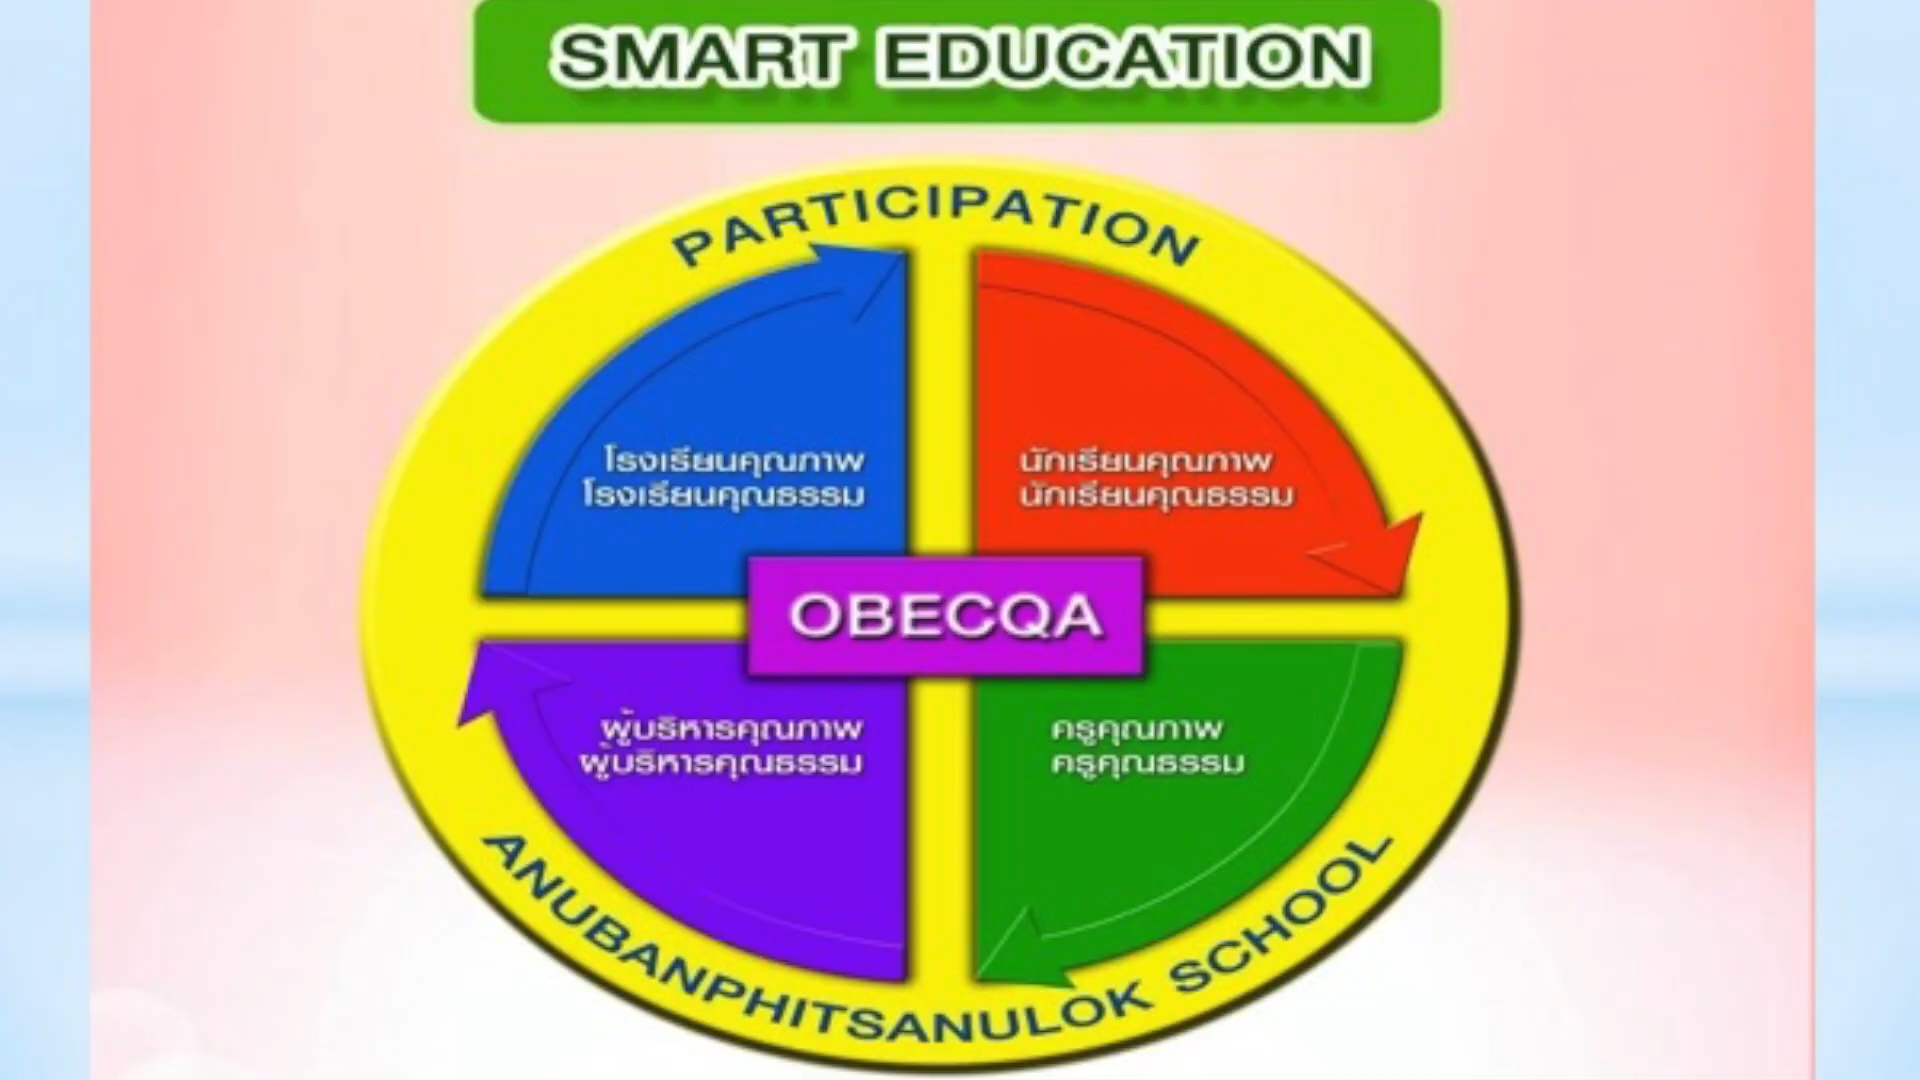 SMART EDUCATION
PARTICIPATION
โรงเรียนคุณภาพ
โรงเรียนคุณธรรม
นักเรียนคุณภาพ
นักเรียนคุณธรรม
OBECQA
ผู้บริหารคุณภาพ
ผู้บริหารคุณธรรม
ครูคุณภาพ
ครูคุณธรรม
ANUBANPHITSANULOK SCHOOL